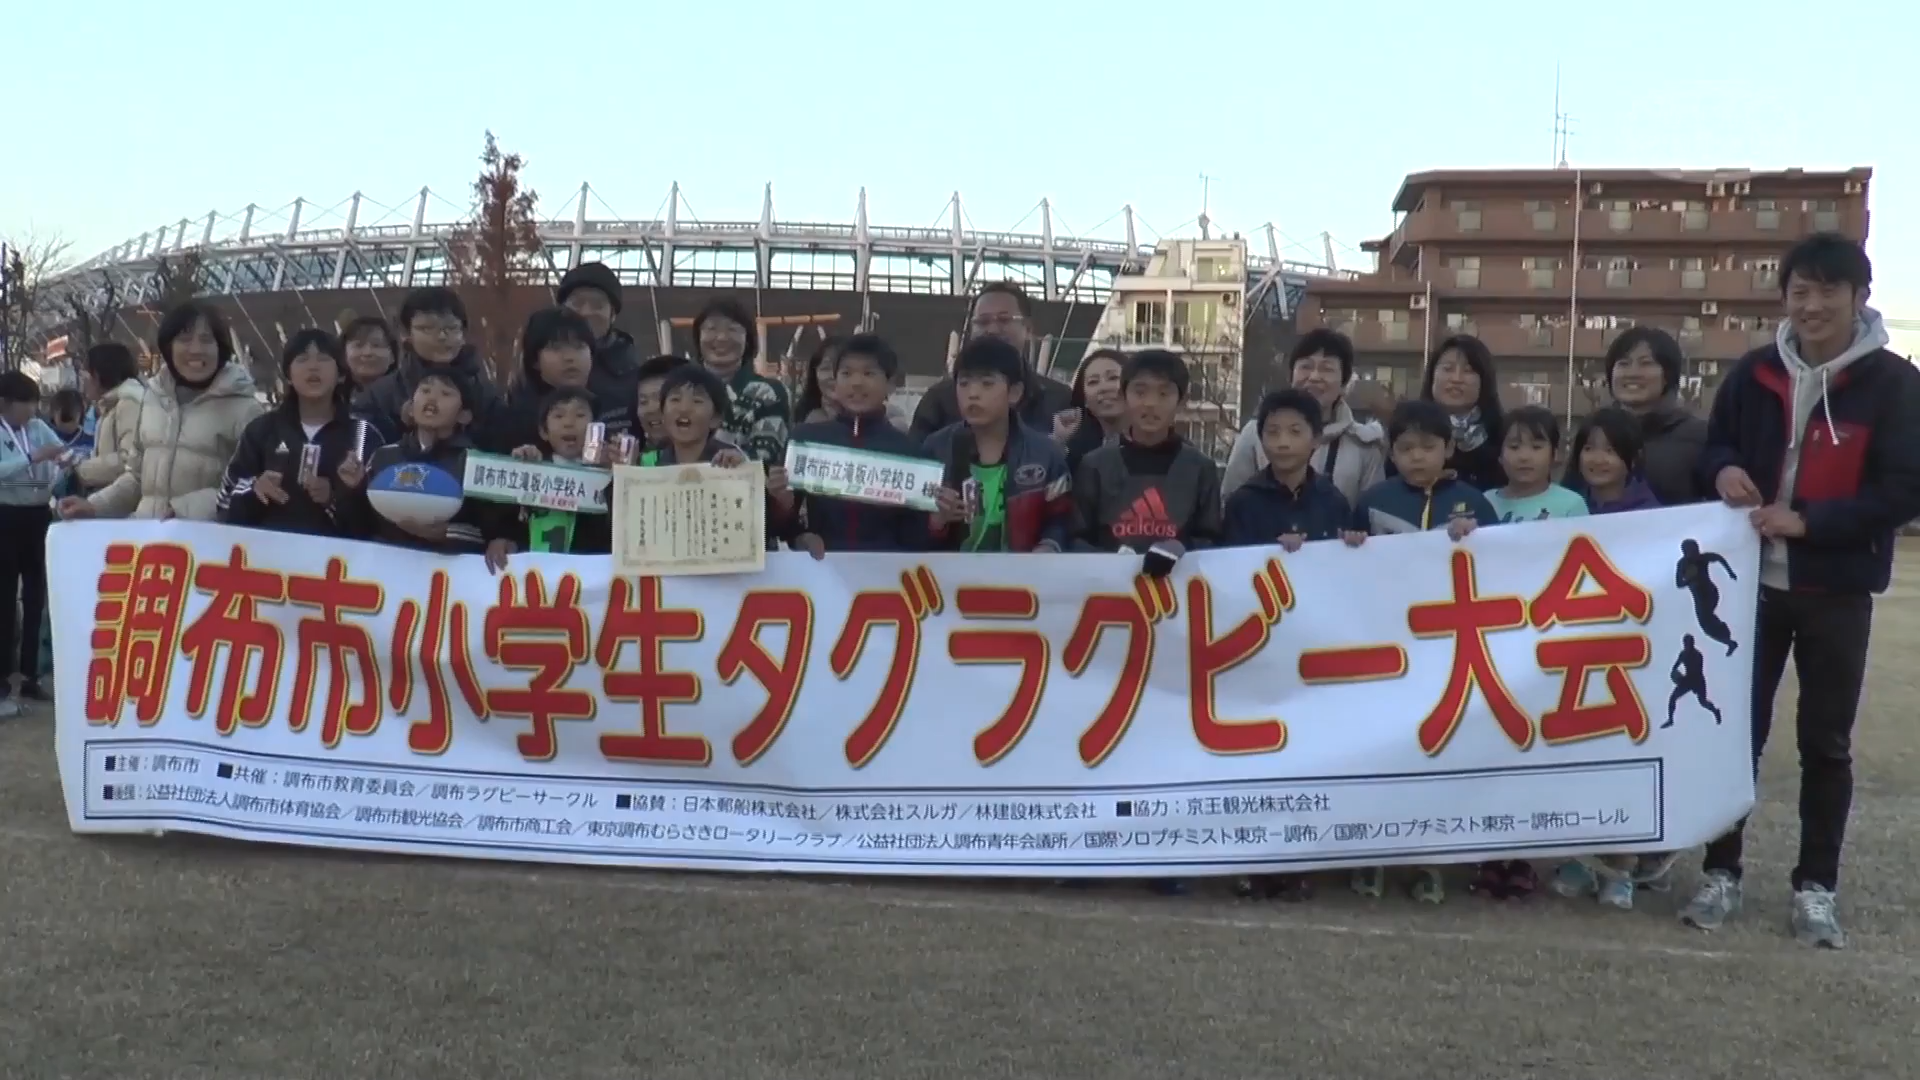 調布市立滝坂小学校A 様
調布市立滝坂小学校B 様
賞状
adidas
調布市小学生タグラグビー大会
■主催：調布市 ■共催：調布市教育委員会／調布ラグビーサークル ■協賛：日本郵船株式会社／株式会社スルガ／林建設株式会社 ■協力：京王観光株式会社
■後援：公益社団法人調布市体育協会／調布市観光協会／調布市商工会／東京調布むらさきロータリークラブ／公益社団法人調布青年会議所／国際ソロプチミスト東京－調布／国際ソロプチミスト東京－調布ローレル